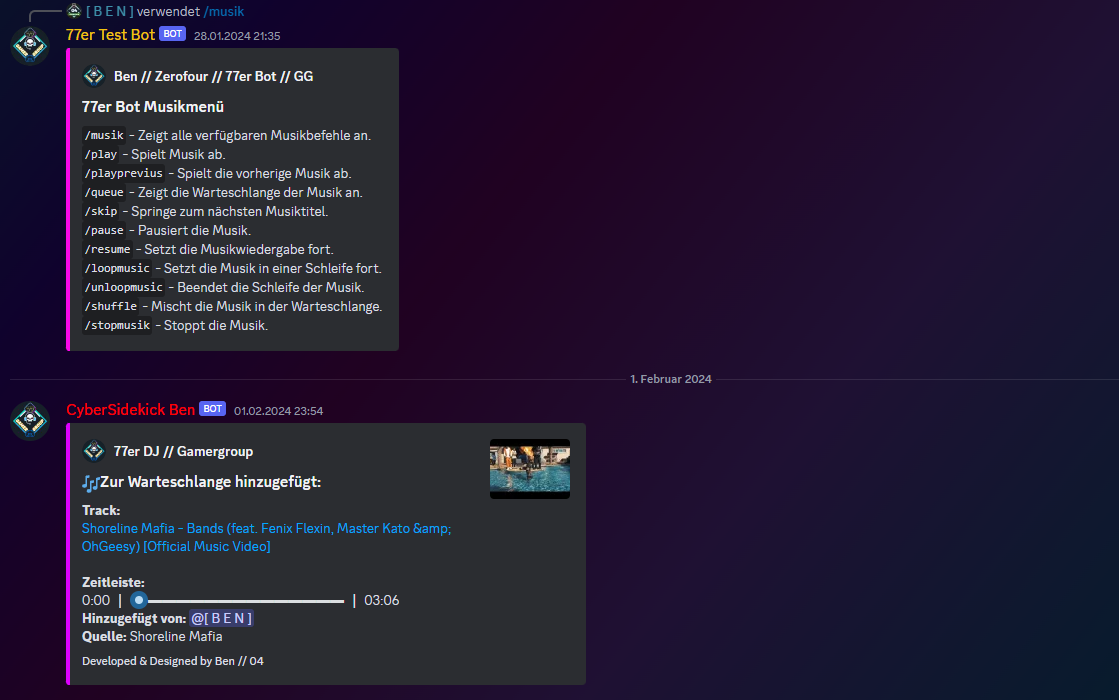 [ B E N ] verwendet /musik
77er Test Bot BOT 28.01.2024 21:35
Ben // Zerofour // 77er Bot // GG
77er Bot Musikmenü
/musik - Zeigt alle verfügbaren Musikbefehle an.
/play - Spielt Musik ab.
/playprevius - Spielt die vorherige Musik ab.
/queue - Zeigt die Warteschlange der Musik an.
/skip - Springe zum nächsten Musiktitel.
/pause - Pausiert die Musik.
/resume - Setzt die Musikwiedergabe fort.
/loopmusic - Setzt die Musik in einer Schleife fort.
/unloopmusic - Beendet die Schleife der Musik.
/shuffle - Mischt die Musik in der Warteschlange.
/stopmusik - Stoppt die Musik.
1. Februar 2024
CyberSidekick Ben BOT 01.02.2024 23:54
77er DJ // Gamergroup
🎶Zur Warteschlange hinzugefügt:
Track:
Shoreline Mafia - Bands (feat. Fenix Flexin, Master Kato &amp;
OhGeesy) [Official Music Video]
Zeitleiste:
0:00 | | 03:06
Hinzugefügt von: @[ B E N ]
Quelle: Shoreline Mafia
Developed & Designed by Ben // 04